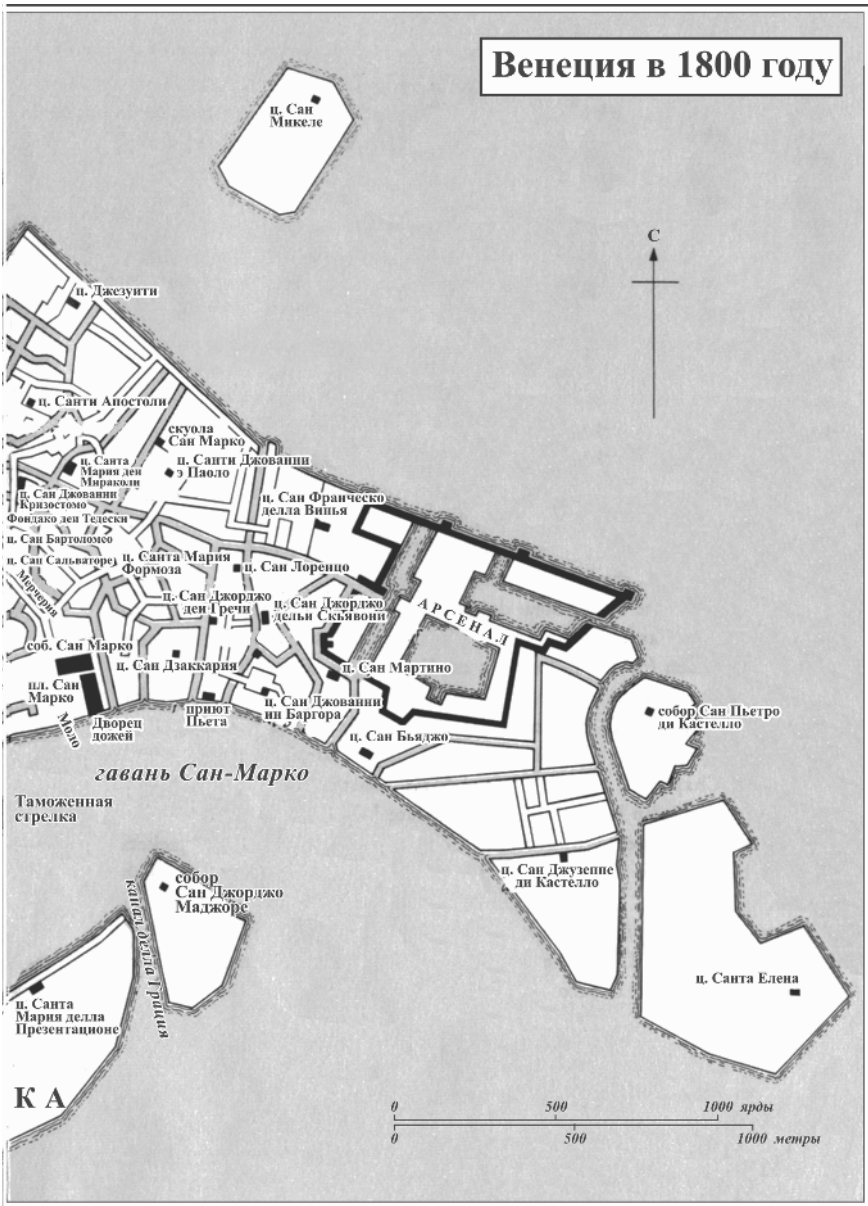 Венеция в 1800 году
ц. Сан
Микеле
С
ц. Джезуити
ц. Санти Апостоли
скуола
Сан Марко
ц. Санта
Мария деи
Мираколи
ц. Санти Джованни
э Паоло
ц. Сан Джованни
Кризостомо
Фондако деи Тедески
ц. Сан Франческо
делла Винья
ц. Сан Бартоломео
ц. Сан Сальваторе
ц. Санта Мария
Формоза
ц. Сан Лоренцо
Мерчерия
ц. Сан Джорджо
деи Гречи
ц. Сан Джорджо
дельи Скьявони
АРСЕНАЛ
соб. Сан Марко
ц. Сан Дзаккария
ц. Сан Мартино
пл. Сан
Марко
Моло
Дворец
дожей
приют
Пьета
ц. Сан Джованни
ин Баргора
ц. Сан Бьяджо
собор Сан Пьетро
ди Кастелло
гавань Сан-Марко
Таможенная
стрелка
собор
Сан Джорджо
Маджоре
канал делла Грация
ц. Сан Джузеппе
ди Кастелло
ц. Санта Елена
ц. Санта
Мария делла
Презентационе
К А
0 500 1000 ярды
0 500 1000 метры